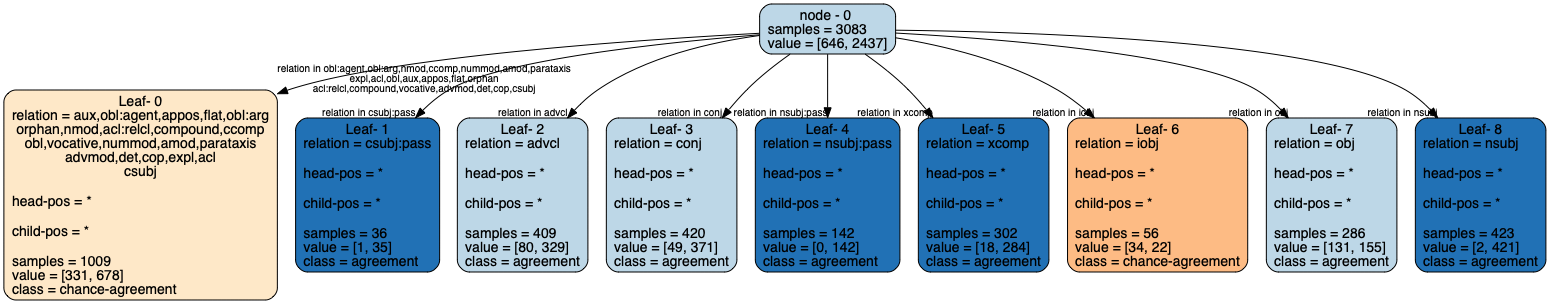 node - 0
samples = 3083
value = [646, 2437]
relation in obl:agent,obl:arg,nmod,ccomp,nummod,amod,parataxis
expl,acl,obl,aux,appos,flat,orphan
acl:relcl,compound,vocative,advmod,det,cop,csubj
relation in csubj:pass
relation in advcl
relation in conj
relation in nsubj:pass
relation in xcomp
relation in iobj
relation in obj
relation in nsubj
Leaf- 0
relation = aux,obl:agent,appos,flat,obl:arg
orphan,nmod,acl:relcl,compound,ccomp
obl,vocative,nummod,amod,parataxis
advmod,det,cop,expl,acl
csubj
head-pos = *
child-pos = *
samples = 1009
value = [331, 678]
class = chance-agreement
Leaf- 1
relation = csubj:pass
head-pos = *
child-pos = *
samples = 36
value = [1, 35]
class = agreement
Leaf- 2
relation = advcl
head-pos = *
child-pos = *
samples = 409
value = [80, 329]
class = agreement
Leaf- 3
relation = conj
head-pos = *
child-pos = *
samples = 420
value = [49, 371]
class = agreement
Leaf- 4
relation = nsubj:pass
head-pos = *
child-pos = *
samples = 142
value = [0, 142]
class = agreement
Leaf- 5
relation = xcomp
head-pos = *
child-pos = *
samples = 302
value = [18, 284]
class = agreement
Leaf- 6
relation = iobj
head-pos = *
child-pos = *
samples = 56
value = [34, 22]
class = chance-agreement
Leaf- 7
relation = obj
head-pos = *
child-pos = *
samples = 286
value = [131, 155]
class = agreement
Leaf- 8
relation = nsubj
head-pos = *
child-pos = *
samples = 423
value = [2, 421]
class = agreement